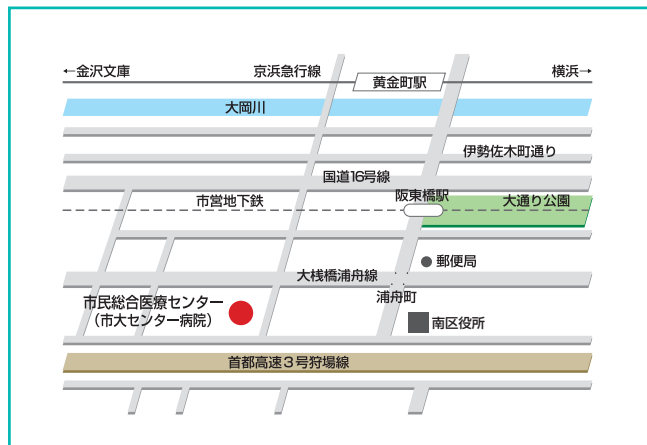 ←金沢文庫
京浜急行線
黄金町駅
横浜→
大岡川
伊勢佐木町通り
国道16号線
市営地下鉄
阪東橋駅
大通り公園
郵便局
大桟橋浦舟線
浦舟町
市民総合医療センター
（市大センター病院）
南区役所
首都高速３号狩場線